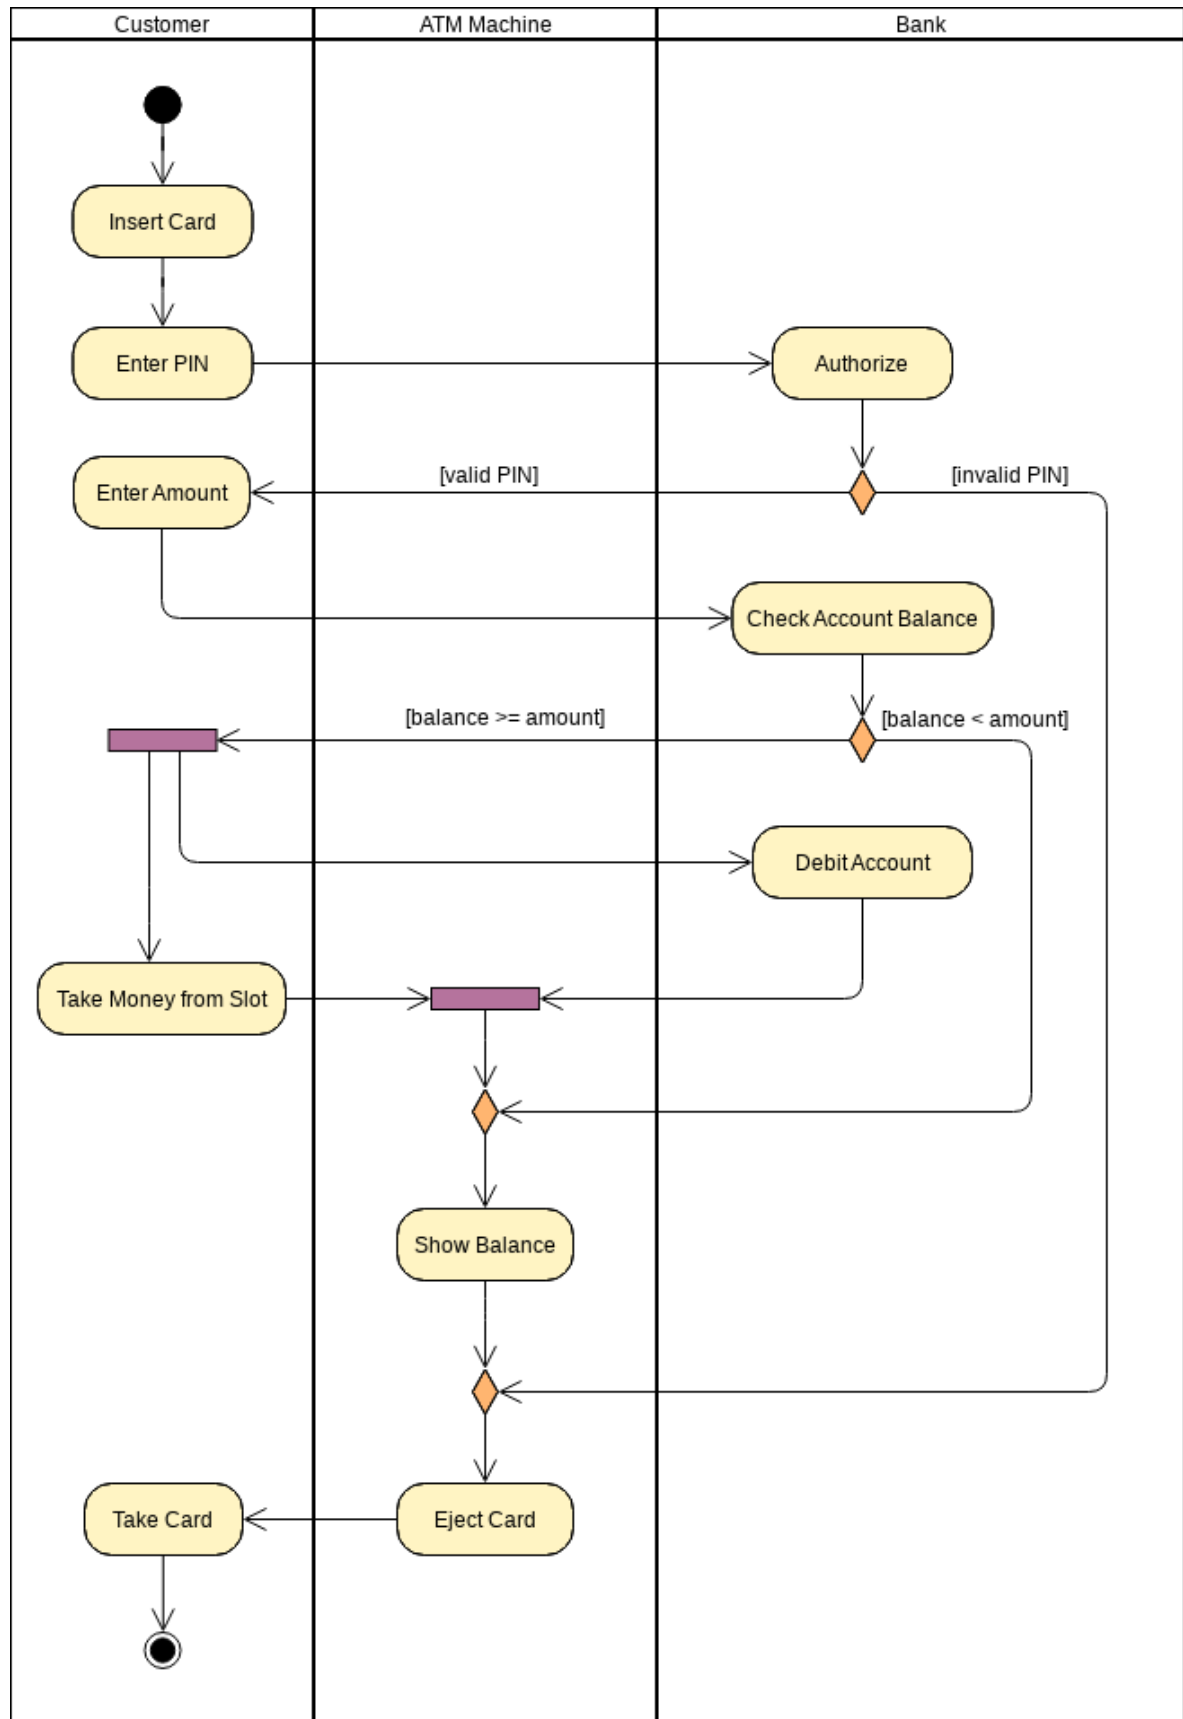 Customer
ATM Machine
Bank
Insert Card
Enter PIN
Authorize
[valid PIN]
[invalid PIN]
Enter Amount
Check Account Balance
[balance >= amount]
[balance < amount]
Debit Account
Take Money from Slot
Show Balance
Take Card
Eject Card